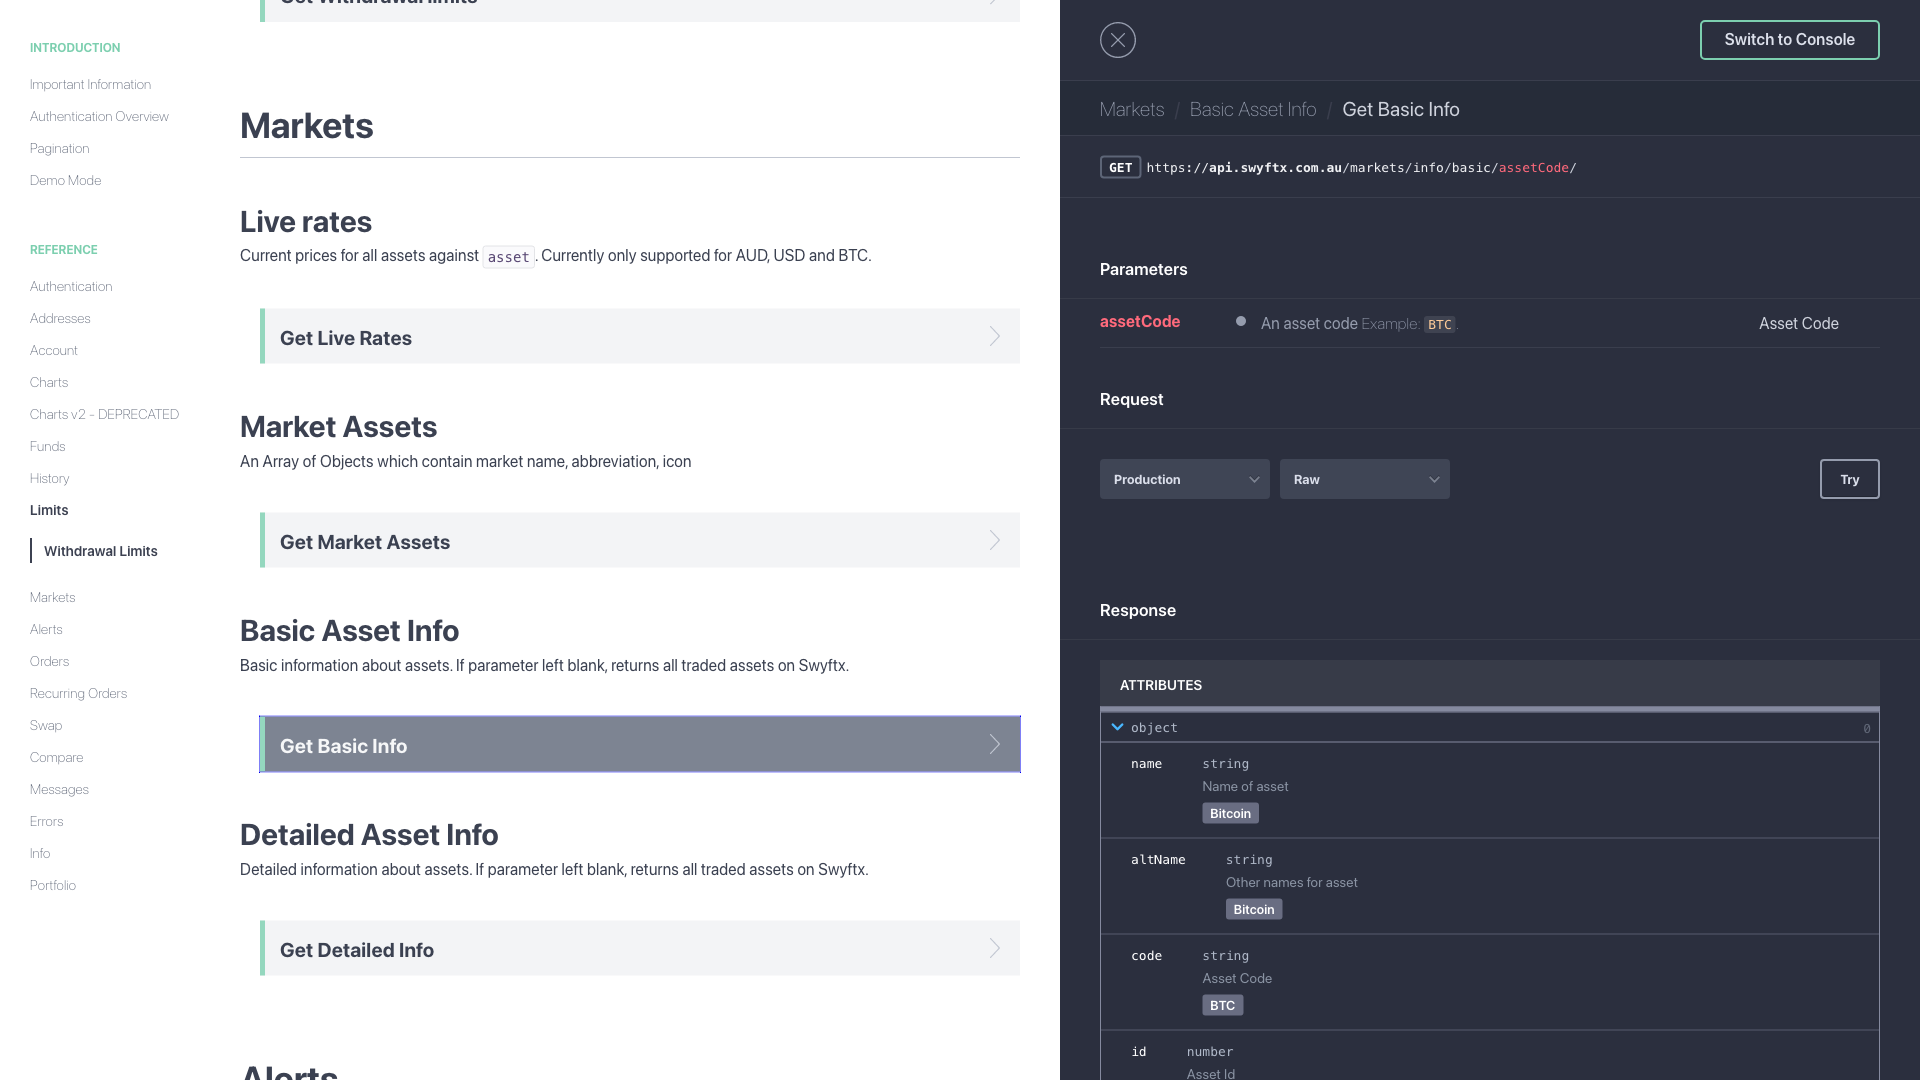 Get Withdrawal limits
INTRODUCTION
Important Information
Authentication Overview
Pagination
Demo Mode
REFERENCE
Authentication
Addresses
Account
Charts
Charts v2 - DEPRECATED
Funds
History
Limits
Withdrawal Limits
Markets
Alerts
Orders
Recurring Orders
Swap
Compare
Messages
Errors
Info
Portfolio
Markets
Live rates
Current prices for all assets against asset. Currently only supported for AUD, USD and BTC.
Get Live Rates
Market Assets
An Array of Objects which contain market name, abbreviation, icon
Get Market Assets
Basic Asset Info
Basic information about assets. If parameter left blank, returns all traded assets on Swyftx.
Get Basic Info
Detailed Asset Info
Detailed information about assets. If parameter left blank, returns all traded assets on Swyftx.
Get Detailed Info
Alerts
Switch to Console
Markets / Basic Asset Info / Get Basic Info
GET https://api.swyftx.com.au/markets/info/basic/assetCode/
Parameters
assetCode An asset code Example: BTC. Asset Code
Request
Production Raw Try
Response
ATTRIBUTES
object 0
name string
Name of asset
Bitcoin
altName string
Other names for asset
Bitcoin
code string
Asset Code
BTC
id number
Asset Id